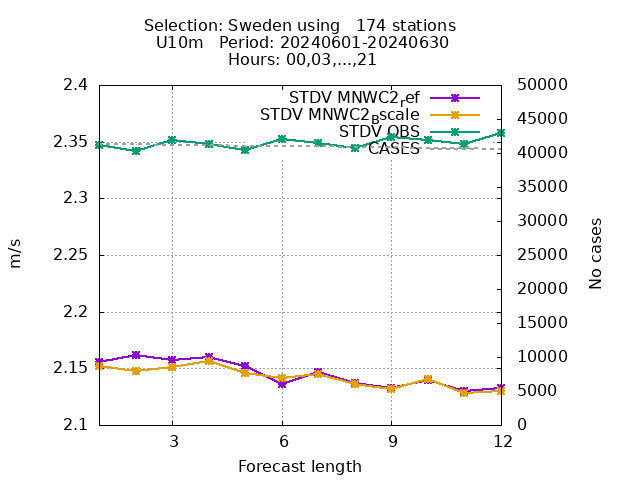 Selection: Sweden using   174 stations
U10m   Period: 20240601-20240630
Hours: 00,03,...,21
2.4
2.35
2.3
2.25
2.2
2.15
2.1
50000
45000
40000
35000
30000
25000
20000
15000
10000
5000
0
STDV MNWC2ref
STDV MNWC2Bscale
STDV OBS
CASES
m/s
No cases
3
6
9
12
Forecast length